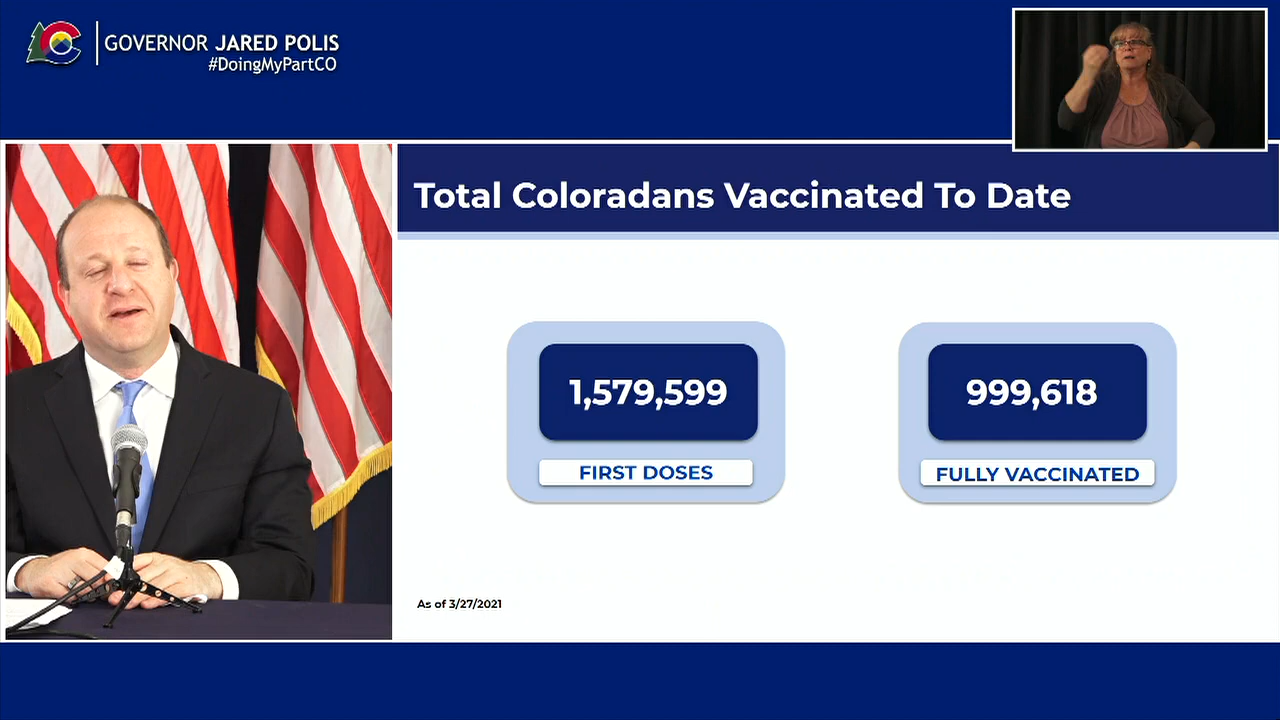 GOVERNOR JARED POLIS
#DoingMyPartCO
Total Coloradans Vaccinated To Date
1,579,599
FIRST DOSES
999,618
FULLY VACCINATED
As of 3/27/2021